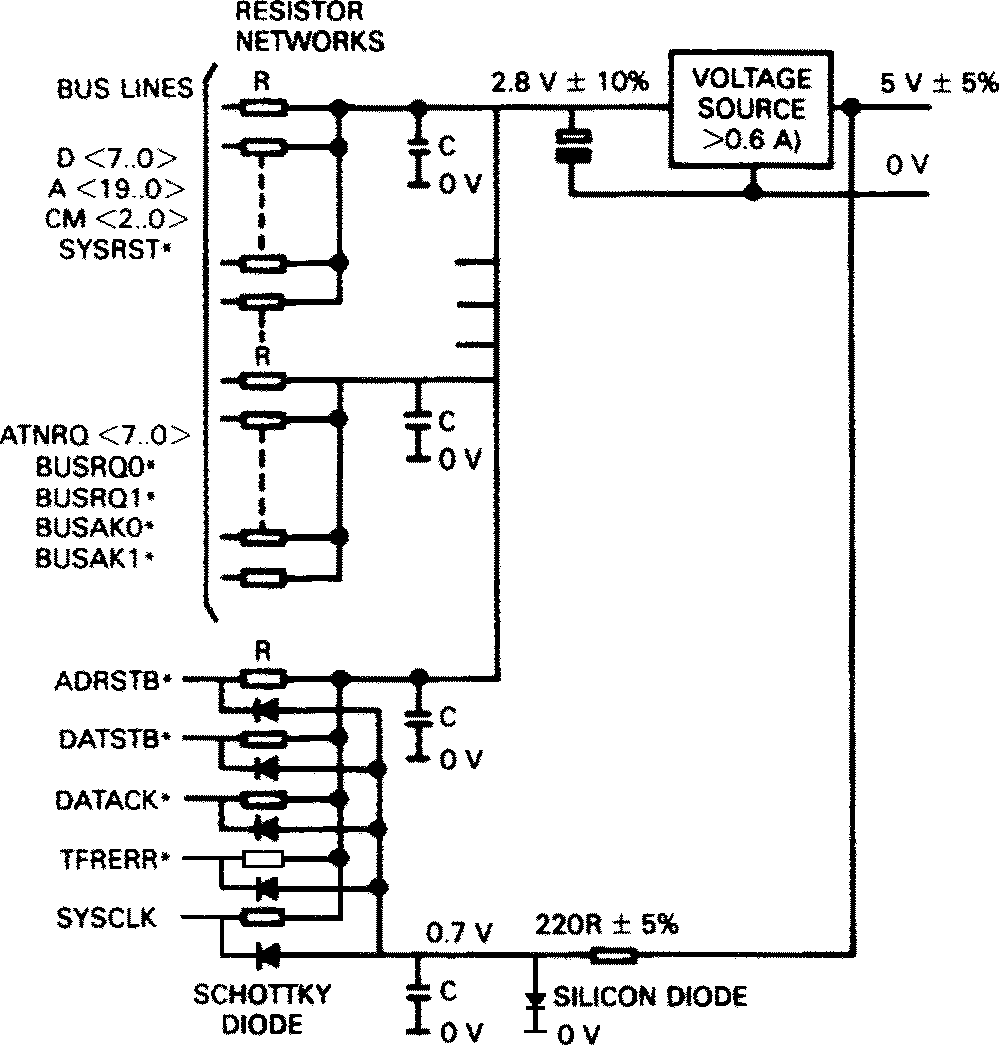 RESISTOR
NETWORKS
BUS LINES
R
2.8 V ± 10%
VOLTAGE
SOURCE
>0.6 A)
5 V ± 5%
0 V
C
0 V
D <7..0>
A <19..0>
CM <2..0>
SYSRST*
R
C
0 V
ATNRQ <7..0>
BUSRQ0*
BUSRQ1*
BUSAK0*
BUSAK1*
R
ADRSTB*
C
0 V
DATSTB*
DATACK*
TFRERR*
SYSCLK
0.7 V
220R ± 5%
SCHOTTKY
DIODE
C
0 V
SILICON DIODE
0 V